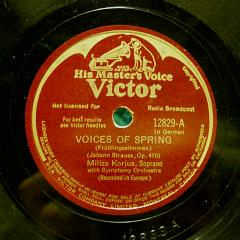 His Master's Voice
Victor
Not licensed for Radio Broadcast
For best results
use Victor Needles
12829-A
In German
VOICES OF SPRING
(Frühlingsstimmen)
(Johann Strauss, Op. 410)
Miliza Korjus, Soprano
with Symphony Orchestra
(Recorded in Europe)